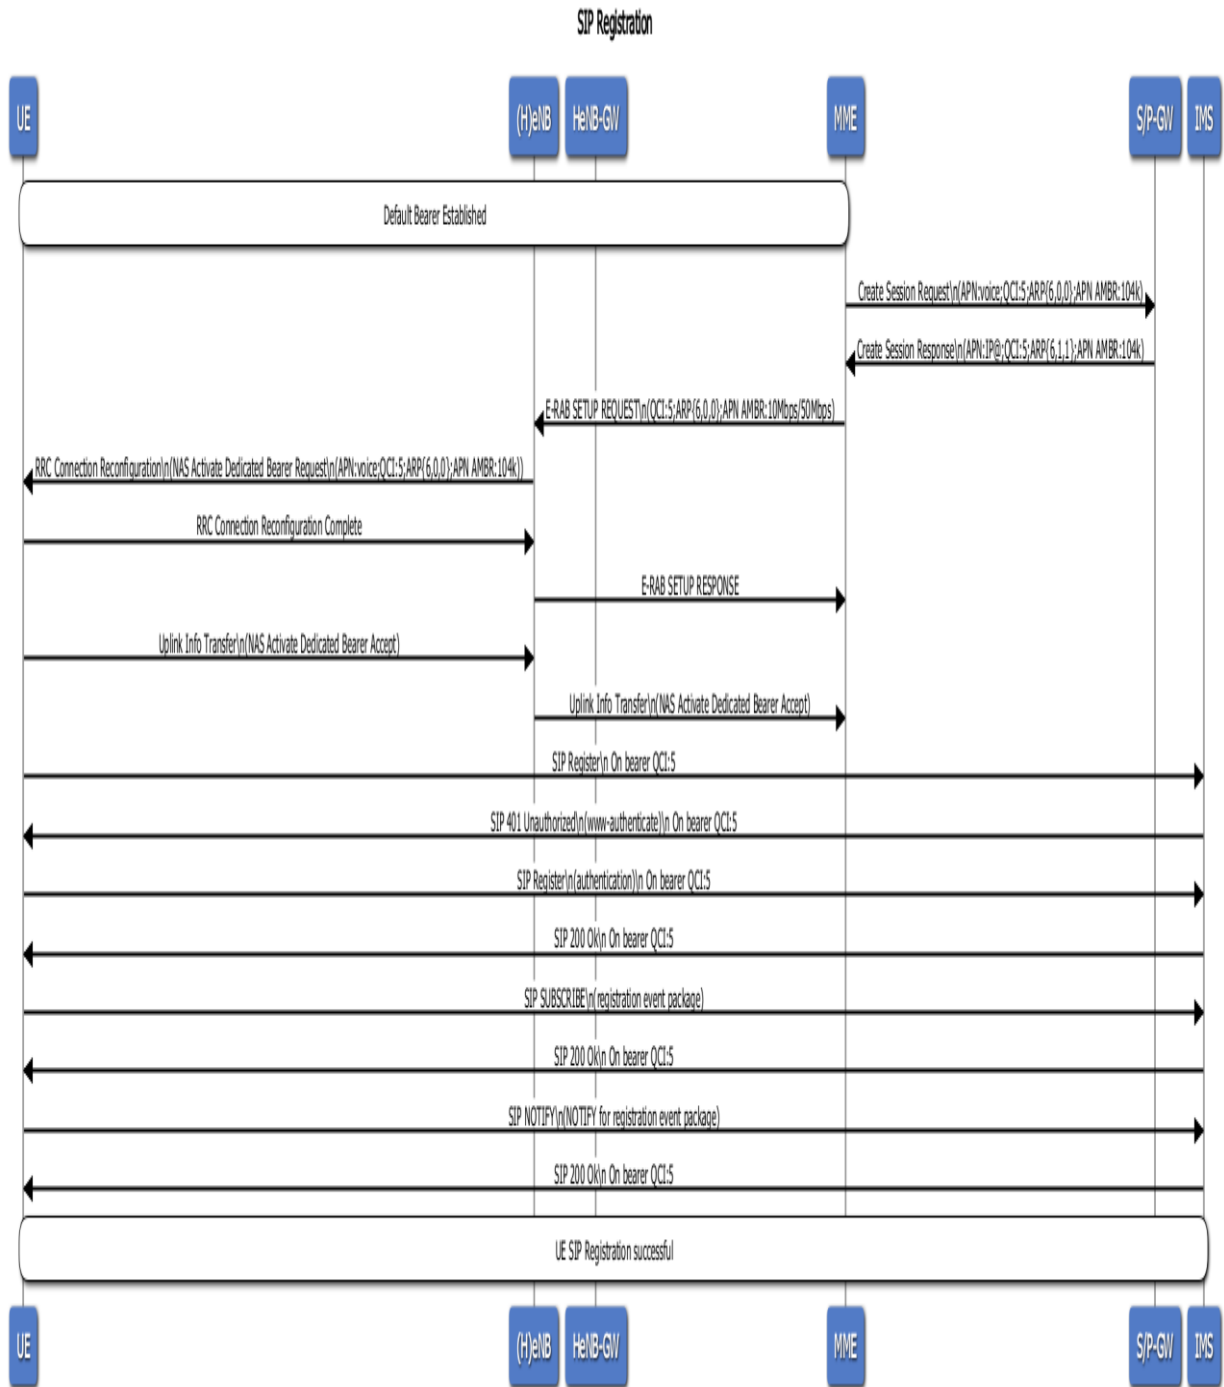 SIP Registration
UE (H)eNB HeNB-GW MME S/P-GW IMS
Default Bearer Established
Create Session Request\n(APN:voice;QCI:5;ARP{6,0,0};APN AMBR:104k)
Create Session Response\n(APN:IP@;QCI:5;ARP{6,1,1};APN AMBR:104k)
E-RAB SETUP REQUEST\n(QCI:5;ARP{6,0,0};APN AMBR:10Mbps/50Mbps)
RRC Connection Reconfiguration\n(NAS Activate Dedicated Bearer Request\n(APN:voice;QCI:5;ARP{6,0,0};APN AMBR:104k))
RRC Connection Reconfiguration Complete
E-RAB SETUP RESPONSE
Uplink Info Transfer\n(NAS Activate Dedicated Bearer Accept)
Uplink Info Transfer\n(NAS Activate Dedicated Bearer Accept)
SIP Register\n On bearer QCI:5
SIP 401 Unauthorized\n(www-authenticate))\n On bearer QCI:5
SIP Register\n(authentication))\n On bearer QCI:5
SIP 200 Ok\n On bearer QCI:5
SIP SUBSCRIBE\n(registration event package)
SIP 200 Ok\n On bearer QCI:5
SIP NOTIFY\n(NOTIFY for registration event package)
SIP 200 Ok\n On bearer QCI:5
UE SIP Registration successful
UE (H)eNB HeNB-GW MME S/P-GW IMS